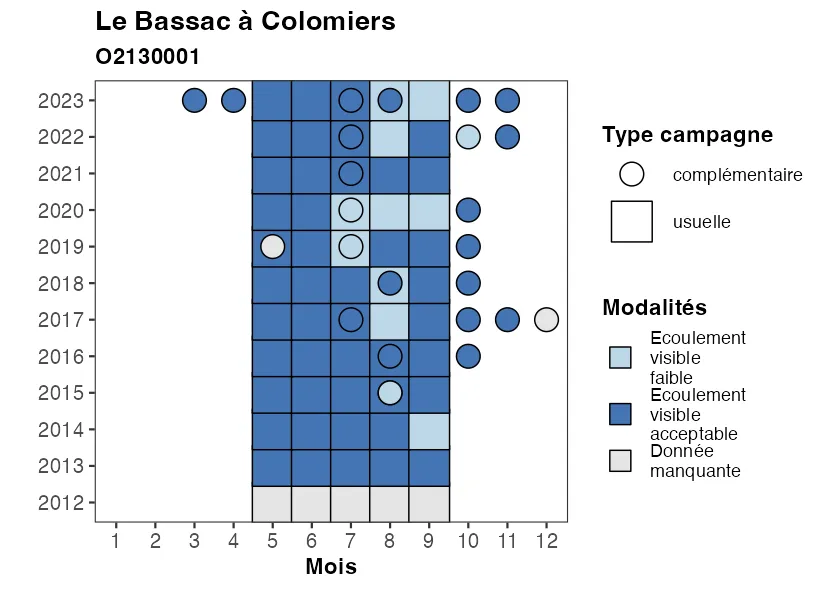 Le Bassac à Colomiers
O2130001
2023
2022
2021
2020
2019
2018
2017
2016
2015
2014
2013
2012
1 2 3 4 5 6 7 8 9 10 11 12
Mois
Type campagne
complémentaire
usuelle
Modalités
Ecoulement
visible
faible
Ecoulement
visible
acceptable
Donnée
manquante